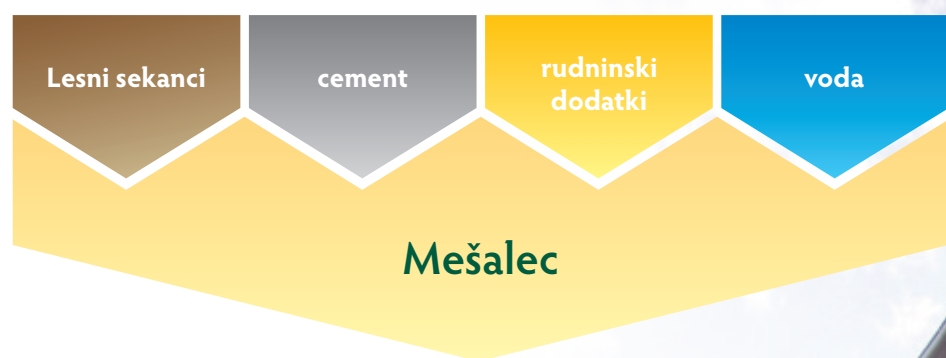 Lesni sekanci
cement
rudninski
dodatki
voda
Mešalec